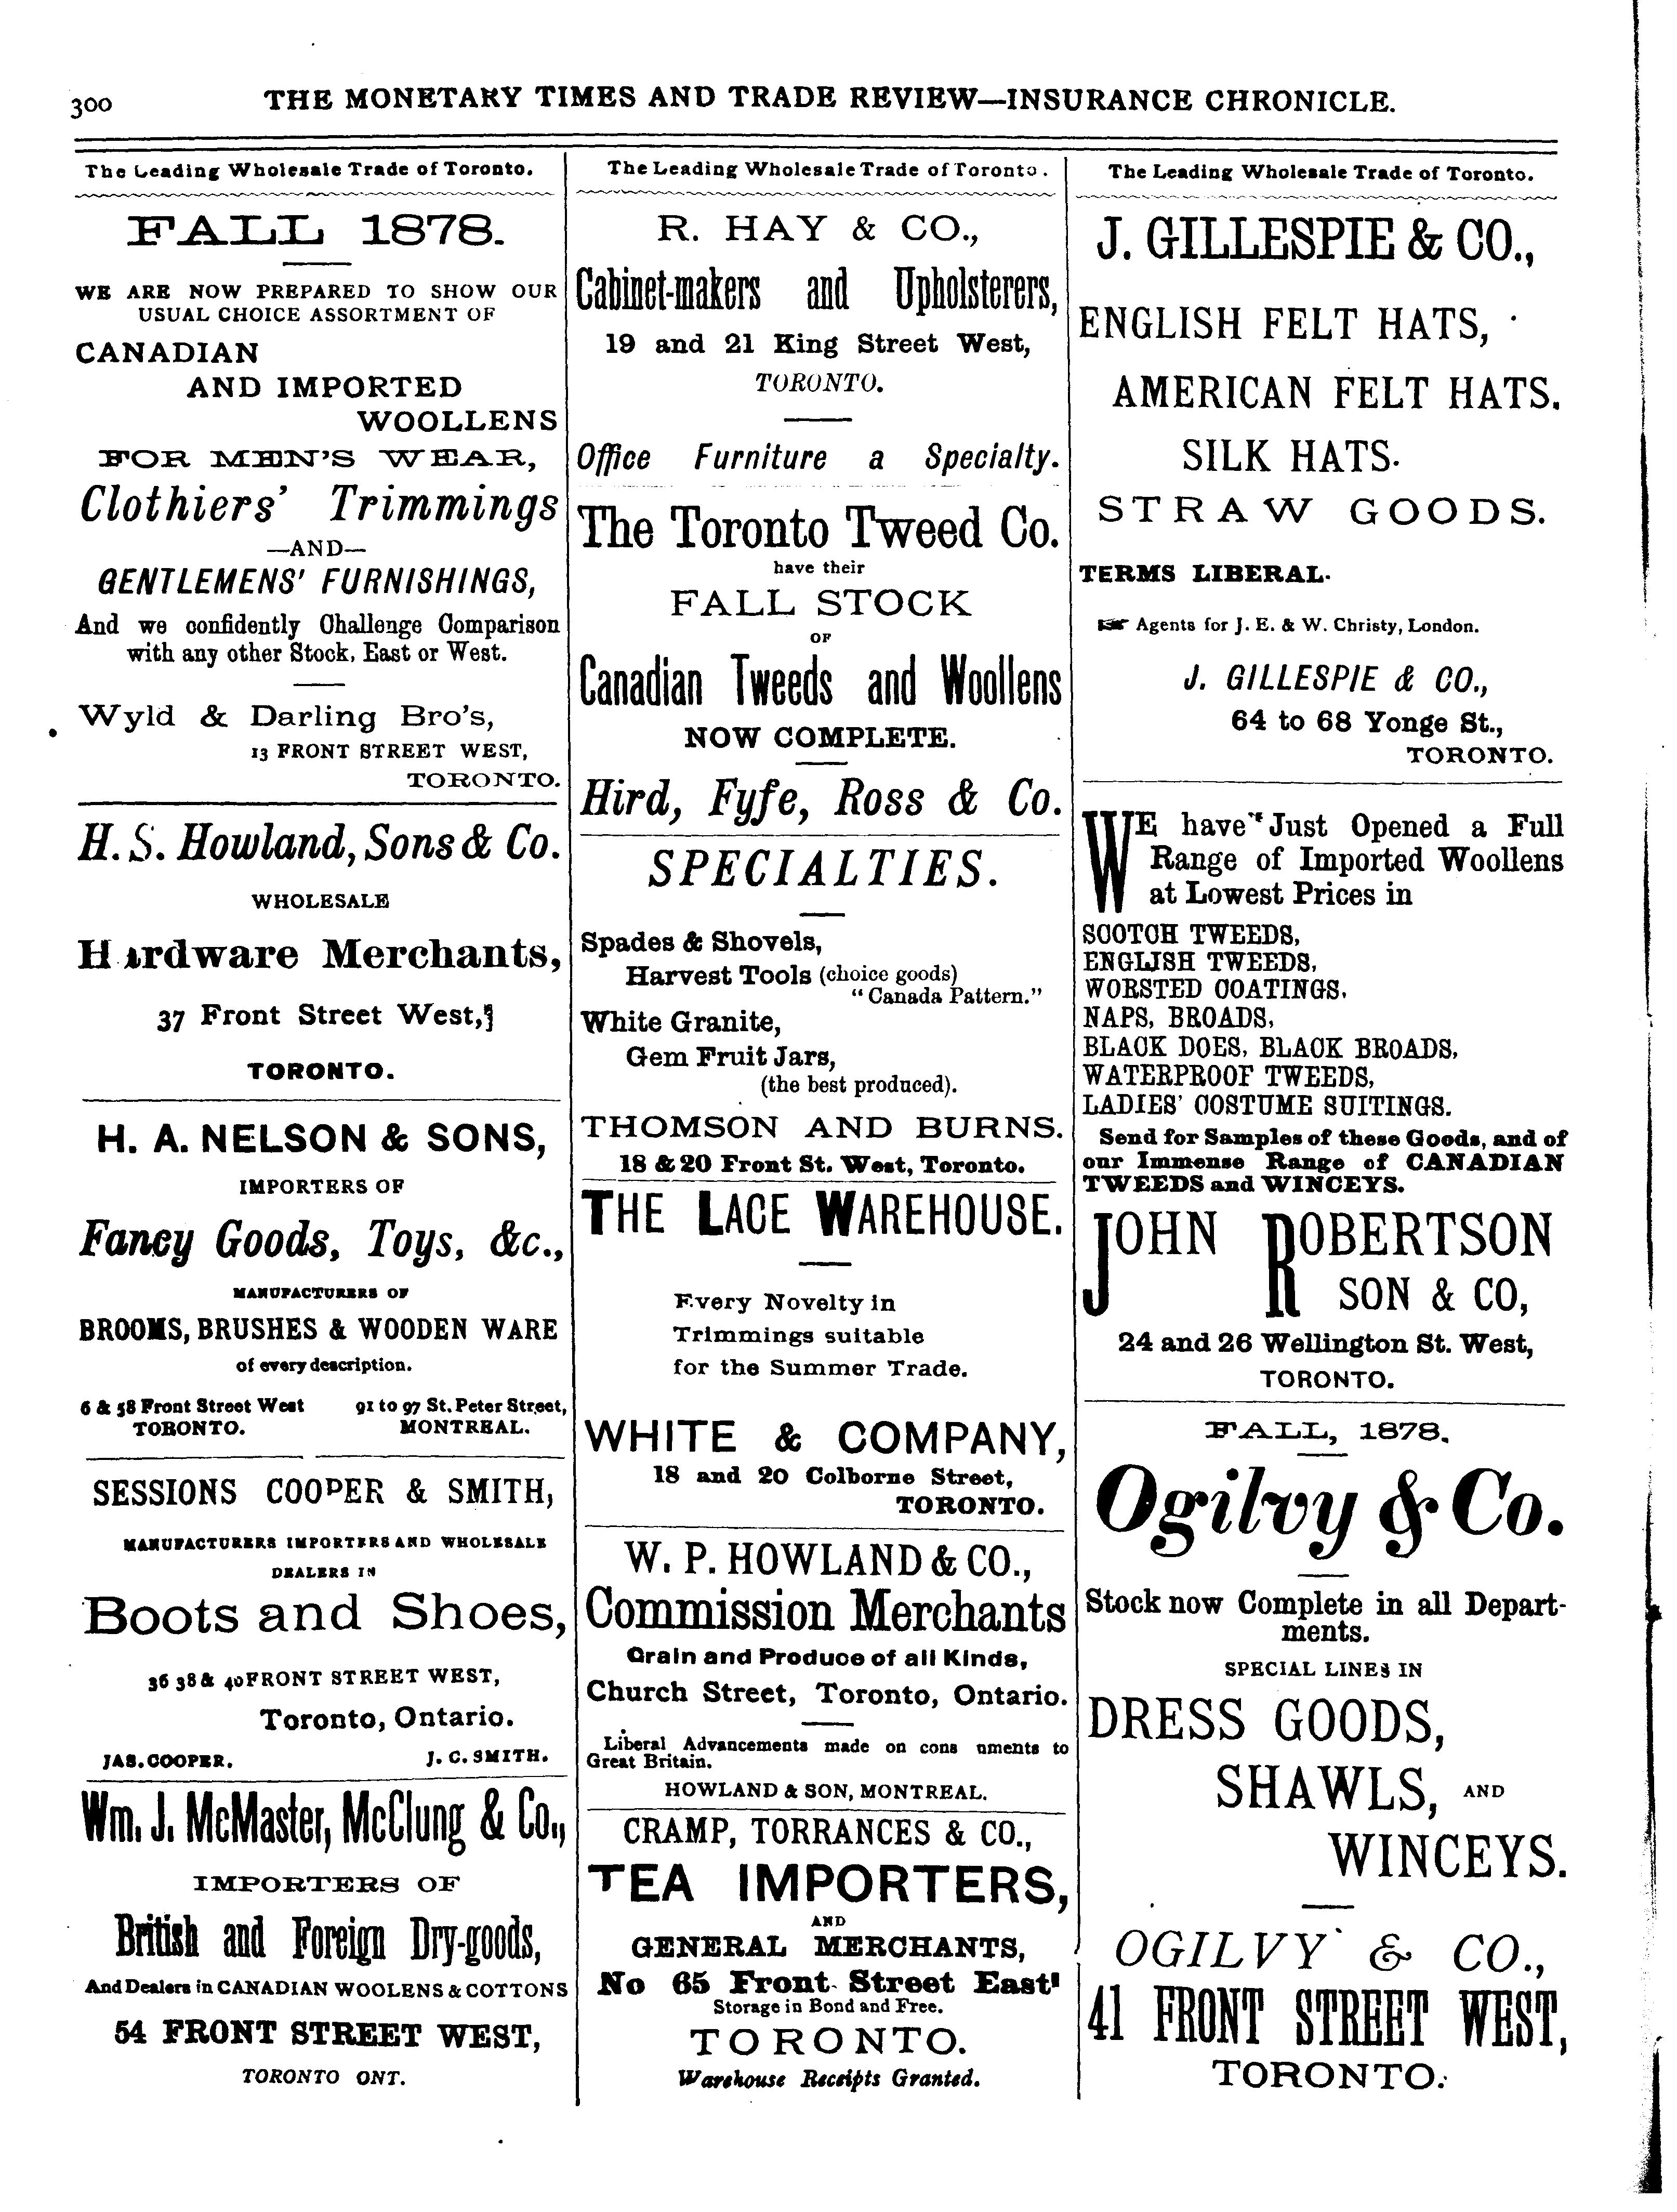 300 THE MONETARY TIMES AND TRADE REVIEW—INSURANCE CHRONICLE.
The Leading Wholesale Trade of Toronto.
FALL 1878.
WE ARE NOW PREPARED TO SHOW OUR
USUAL CHOICE ASSORTMENT OF
CANADIAN
AND IMPORTED
WOOLLENS
FOR MEN'S WEAR,
Clothiers' Trimmings
—AND—
GENTLEMENS' FURNISHINGS,
And we confidently Challenge Comparison
with any other Stock, East or West.
Wyld & Darling Bro's,
13 FRONT STREET WEST,
TORONTO.
H. S. Howland, Sons & Co.
WHOLESALE
Hardware Merchants,
37 Front Street West,
TORONTO.
H. A. NELSON & SONS,
IMPORTERS OF
Fancy Goods, Toys, &c.,
MANUFACTURERS OF
BROOMS, BRUSHES & WOODEN WARE
of every description.
6 & 58 Front Street West 91 to 97 St. Peter Street,
TORONTO. MONTREAL.
SESSIONS COOPER & SMITH,
MANUFACTURERS IMPORTERS AND WHOLESALE
DEALERS IN
Boots and Shoes,
36 38 & 40 FRONT STREET WEST,
Toronto, Ontario.
JAS. COOPER. J. C. SMITH.
Wm. J. McMaster, McClung & Co.,
IMPORTERS OF
British and Foreign Dry-goods,
And Dealers in CANADIAN WOOLENS & COTTONS
54 FRONT STREET WEST,
TORONTO ONT.
The Leading Wholesale Trade of Toronto.
R. HAY & CO.,
Cabinet-makers and Upholsterers,
19 and 21 King Street West,
TORONTO.
Office Furniture a Specialty.
The Toronto Tweed Co.
have their
FALL STOCK
OF
Canadian Tweeds and Woollens
NOW COMPLETE.
Hird, Fyfe, Ross & Co.
SPECIALTIES.
Spades & Shovels,
Harvest Tools (choice goods)
"Canada Pattern."
White Granite,
Gem Fruit Jars,
(the best produced).
THOMSON AND BURNS.
18 & 20 Front St. West, Toronto.
THE LACE WAREHOUSE.
Every Novelty in
Trimmings suitable
for the Summer Trade.
WHITE & COMPANY,
18 and 20 Colborne Street,
TORONTO.
W. P. HOWLAND & CO.,
Commission Merchants
Grain and Produce of all Kinds,
Church Street, Toronto, Ontario.
Liberal Advancements made on cons nments to
Great Britain.
HOWLAND & SON, MONTREAL.
CRAMP, TORRANCES & CO.,
TEA IMPORTERS,
AND
GENERAL MERCHANTS,
No 65 Front Street East
Storage in Bond and Free.
TORONTO.
Warehouse Receipts Granted.
The Leading Wholesale Trade of Toronto.
J. GILLESPIE & CO.,
ENGLISH FELT HATS,
AMERICAN FELT HATS.
SILK HATS.
STRAW GOODS.
TERMS LIBERAL.
☞ Agents for J. E. & W. Christy, London.
J. GILLESPIE & CO.,
64 to 68 Yonge St.,
TORONTO.
WE have Just Opened a Full
Range of Imported Woollens
at Lowest Prices in
SCOTCH TWEEDS,
ENGLISH TWEEDS,
WORSTED COATINGS,
NAPS, BROADS,
BLACK DOES, BLACK BROADS,
WATERPROOF TWEEDS,
LADIES' COSTUME SUITINGS.
Send for Samples of these Goods, and of
our Immense Range of CANADIAN
TWEEDS and WINCEYS.
JOHN ROBERTSON
SON & CO,
24 and 26 Wellington St. West,
TORONTO.
FALL, 1878.
Ogilvy & Co.
Stock now Complete in all Depart-
ments.
SPECIAL LINES IN
DRESS GOODS,
SHAWLS, AND
WINCEYS.
OGILVY & CO.,
41 FRONT STREET WEST,
TORONTO.